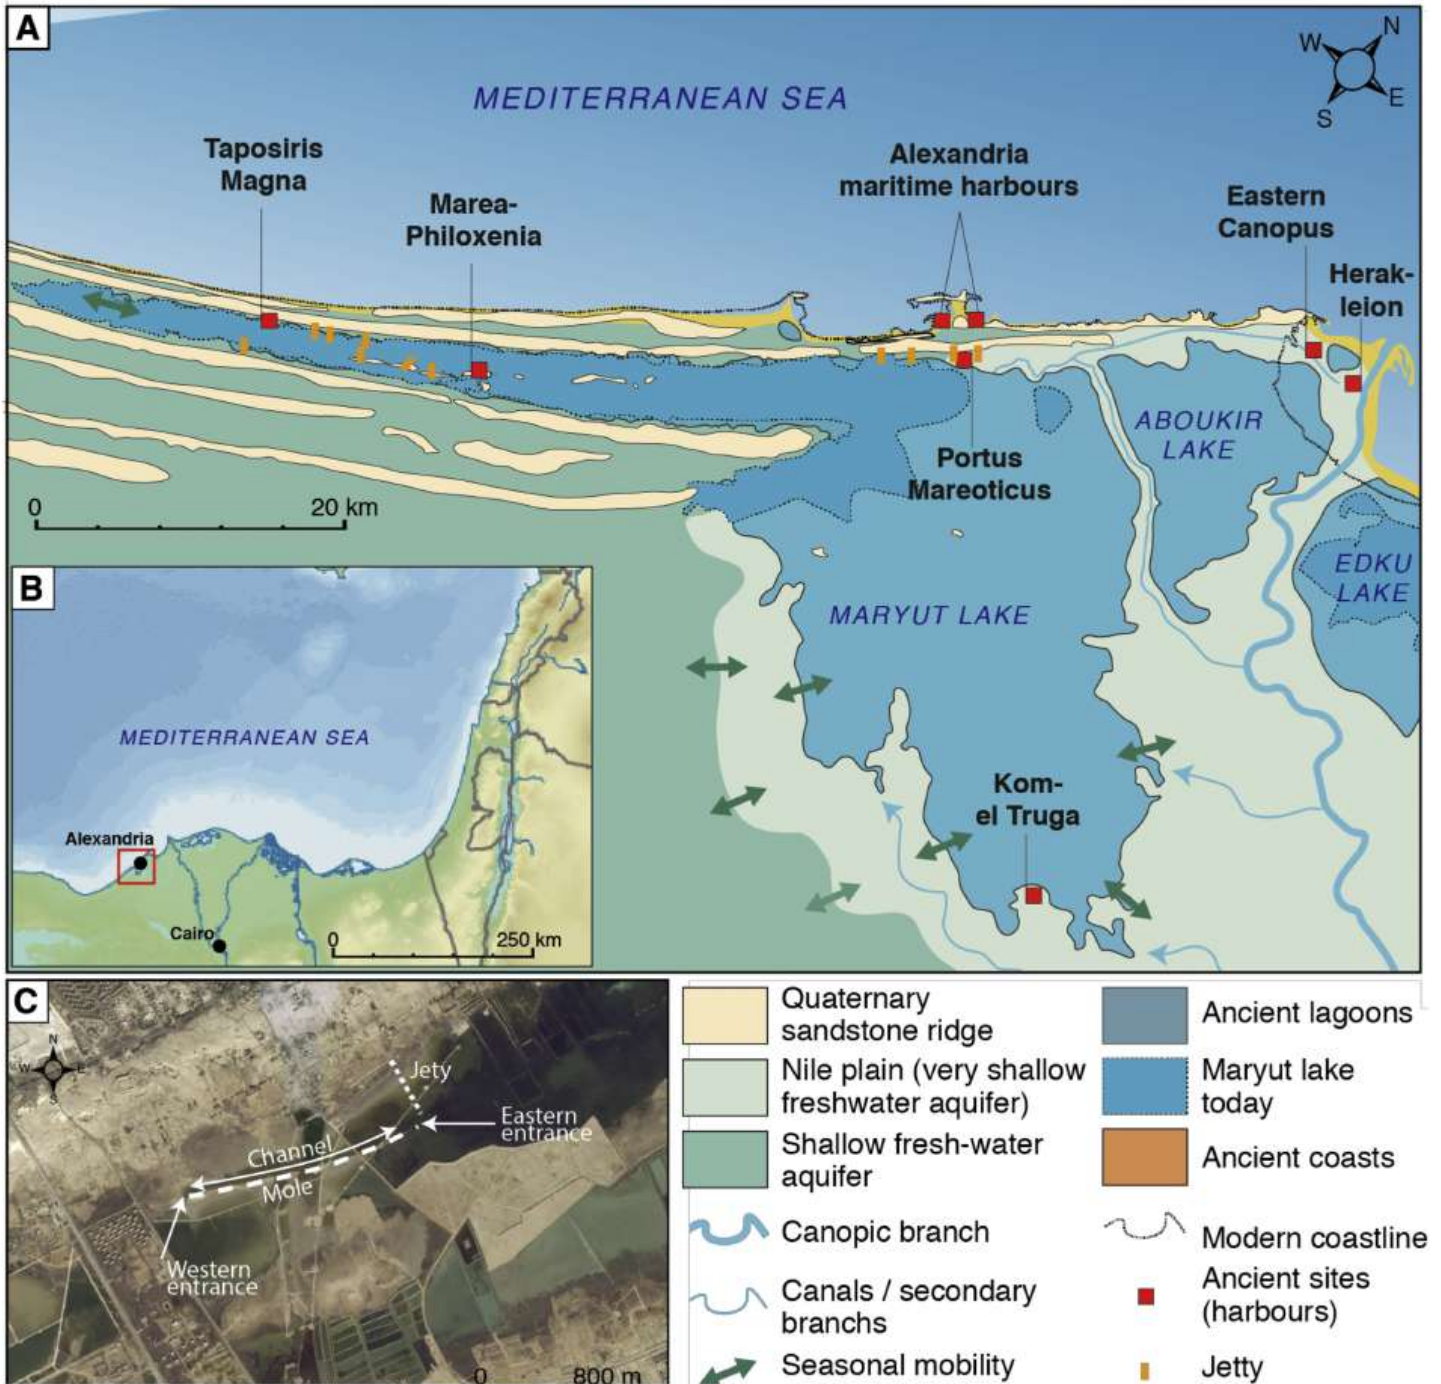 A
N
W
E
S
MEDITERRANEAN SEA
Taposiris
Magna
Marea-
Philoxenia
Alexandria
maritime harbours
Eastern
Canopus
Herak-
leion
ABOUKIR
LAKE
Portus
Mareoticus
EDKU
LAKE
MARYUT LAKE
Kom-
el Truga
0 20 km
B
MEDITERRANEAN SEA
Alexandria
Cairo
0 250 km
C
N
W E
S
Jety
Eastern
entrance
Channel
Mole
Western
entrance
0 800 m
Quaternary
sandstone ridge
Nile plain (very shallow
freshwater aquifer)
Shallow fresh-water
aquifer
Canopic branch
Canals / secondary
branchs
Seasonal mobility
Ancient lagoons
Maryut lake
today
Ancient coasts
Modern coastline
Ancient sites
(harbours)
Jetty